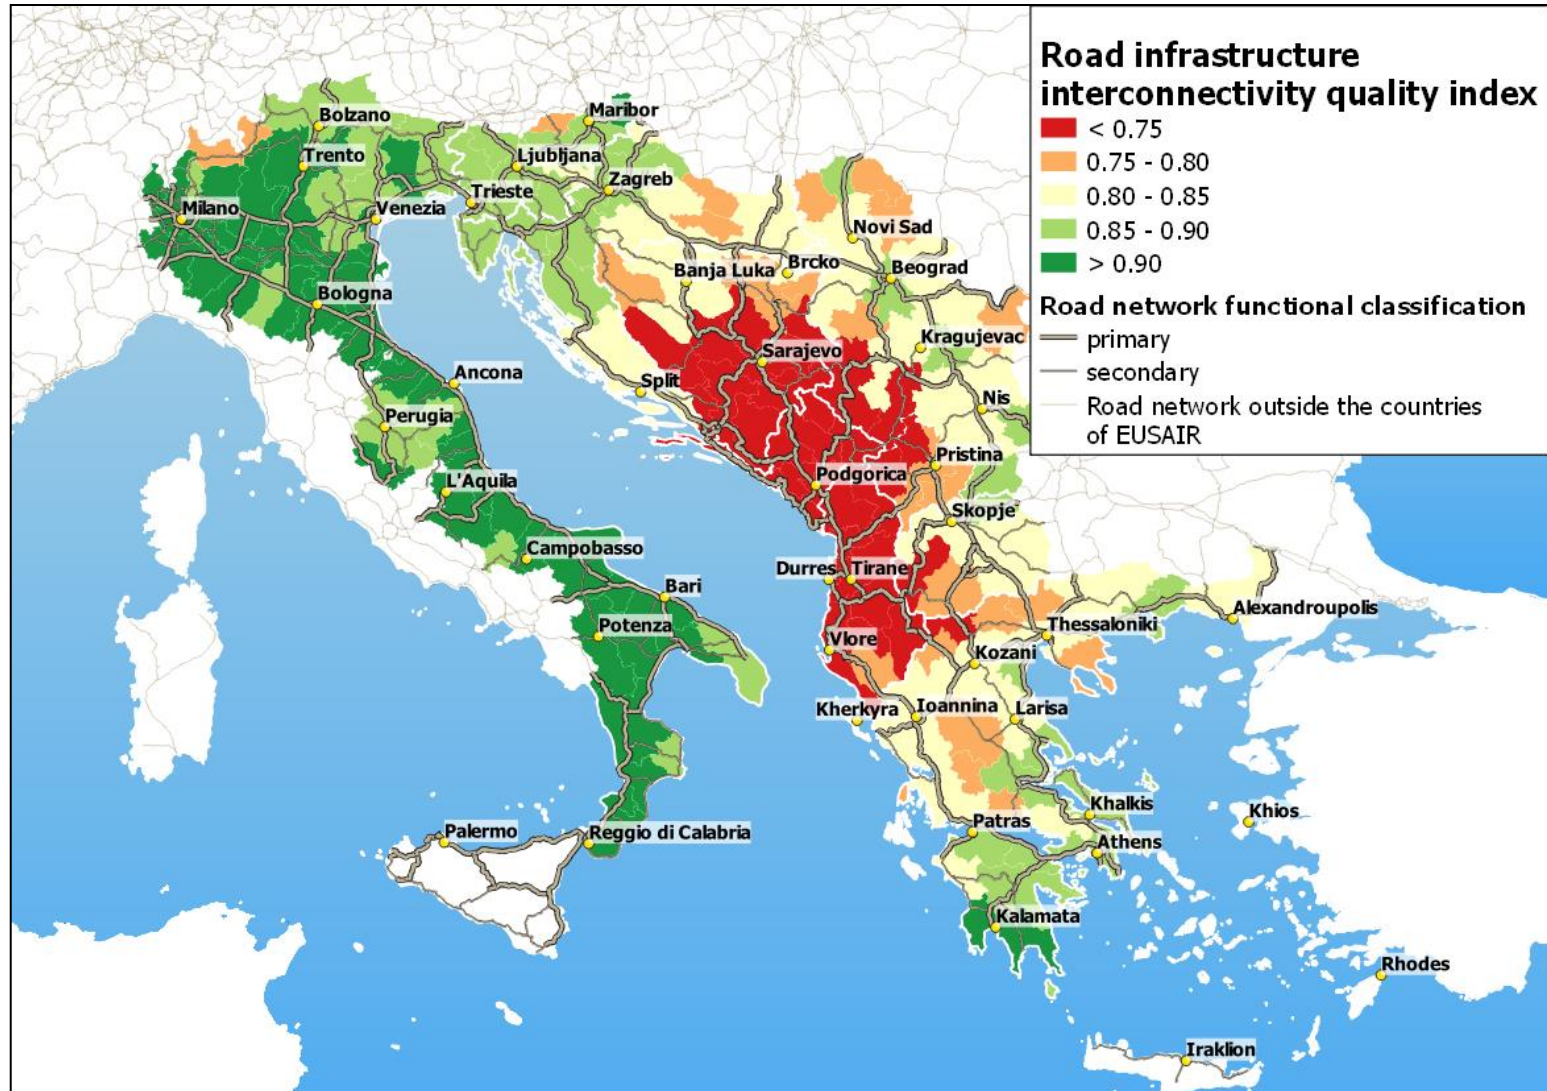 Road infrastructure
interconnectivity quality index
< 0.75
0.75 - 0.80
0.80 - 0.85
0.85 - 0.90
> 0.90
Road network functional classification
primary
secondary
Road network outside the countries
of EUSAIR
Maribor
Bolzano
Trento
Ljubljana
Zagreb
Trieste
Milano
Venezia
Novi Sad
Banja Luka
Brcko
Beograd
Bologna
Kragujevac
Sarajevo
Ancona
Split
Nis
Perugia
Pristina
L'Aquila
Podgorica
Skopje
Campobasso
Durres
Tirane
Bari
Alexandroupolis
Potenza
Thessaloniki
Vlore
Kozani
Kherkyra
Ioannina
Larisa
Khalkis
Khios
Palermo
Reggio di Calabria
Patras
Athens
Kalamata
Rhodes
Iraklion